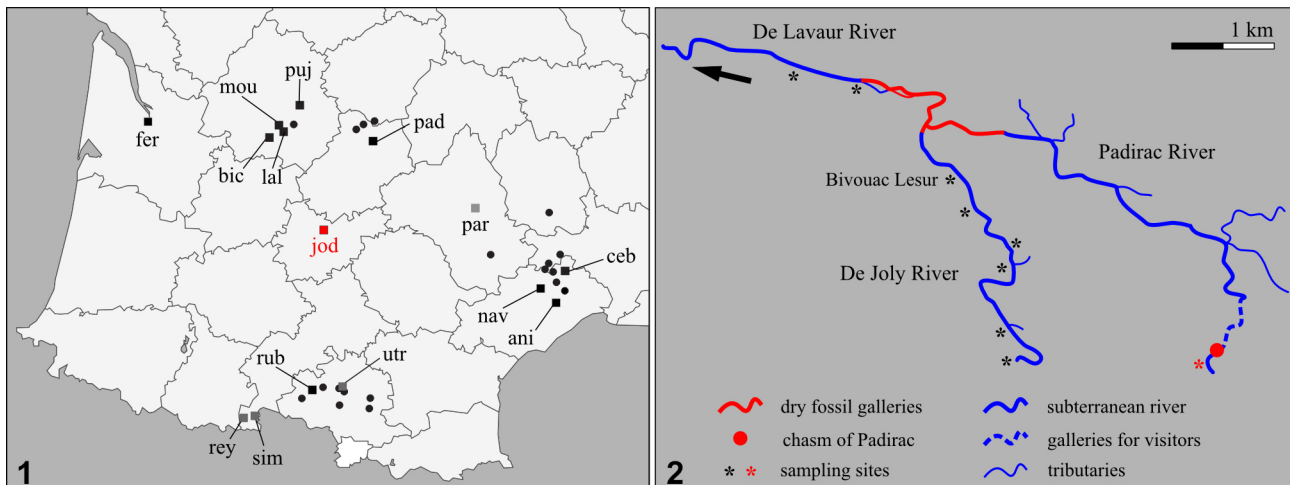 puj
mou
fer
pad
bic
lal
par
jod
ceb
nav
ani
rub
utr
rey
sim
1
De Lavaur River
1 km
Padirac River
Bivouac Lesur
*
*
*
*
*
*
De Joly River
*
*
*
dry fossil galleries
subterranean river
chasm of Padirac
galleries for visitors
* * sampling sites
tributaries
2